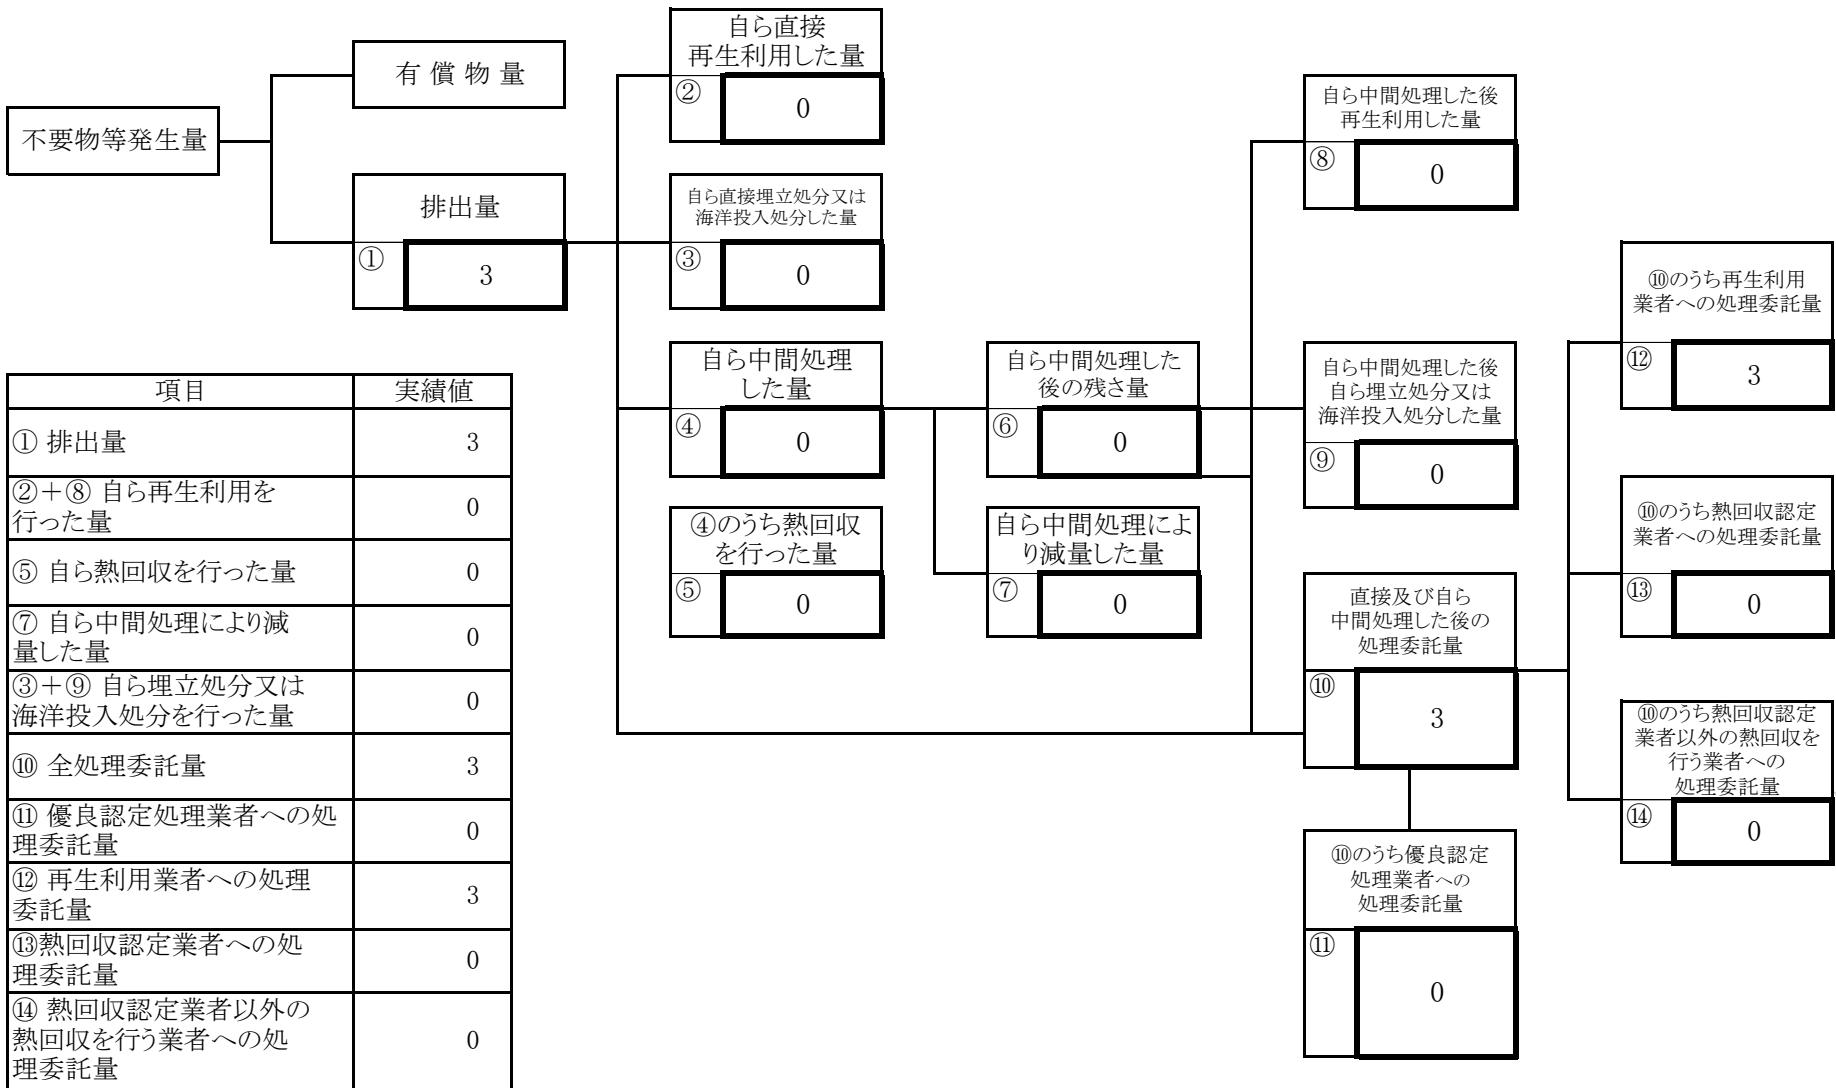 不要物等発生量
有 償 物 量
排出量
①
3
自ら直接
再生利用した量
②
0
自ら直接埋立処分又は
海洋投入処分した量
③
0
自ら中間処理
した量
④
0
④のうち熱回収
を行った量
⑤
0
自ら中間処理した
後の残さ量
⑥
0
自ら中間処理によ
り減量した量
⑦
0
自ら中間処理した後
再生利用した量
⑧
0
自ら中間処理した後
自ら埋立処分又は
海洋投入処分した量
⑨
0
直接及び自ら
中間処理した後の
処理委託量
⑩
3
⑩のうち優良認定
処理業者への
処理委託量
⑪
0
⑩のうち再生利用
業者への処理委託量
⑫
3
⑩のうち熱回収認定
業者への処理委託量
⑬
0
⑩のうち熱回収認定
業者以外の熱回収を
行う業者への
処理委託量
⑭
0
項目 実績値
① 排出量 3
②＋⑧ 自ら再生利用を
行った量 0
⑤ 自ら熱回収を行った量 0
⑦ 自ら中間処理により減
量した量 0
③＋⑨ 自ら埋立処分又は
海洋投入処分を行った量 0
⑩ 全処理委託量 3
⑪ 優良認定処理業者への処
理委託量 0
⑫ 再生利用業者への処理
委託量 3
⑬熱回収認定業者への処
理委託量 0
⑭ 熱回収認定業者以外の
熱回収を行う業者への処
理委託量 0